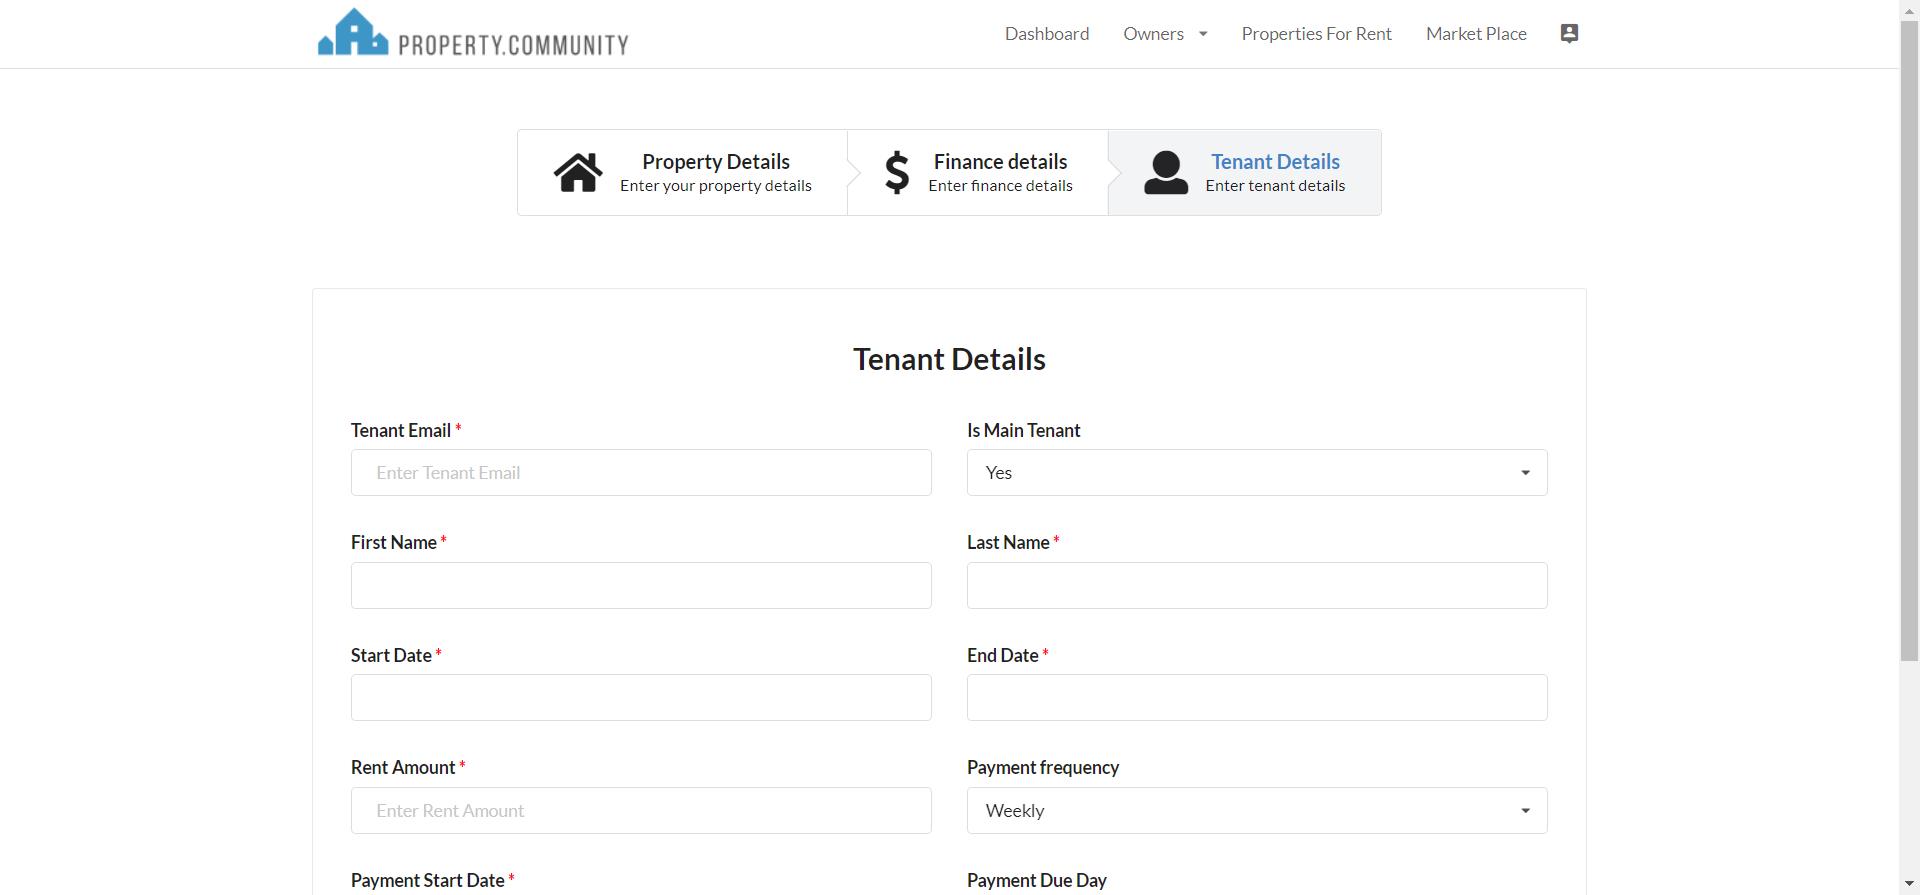 PROPERTY.COMMUNITY
Dashboard
Owners
Properties For Rent
Market Place
Property Details
Enter your property details
Finance details
Enter finance details
Tenant Details
Enter tenant details
Tenant Details
Tenant Email *
Is Main Tenant
Enter Tenant Email
Yes
First Name *
Last Name *
Start Date *
End Date *
Rent Amount *
Payment frequency
Enter Rent Amount
Weekly
Payment Start Date *
Payment Due Day